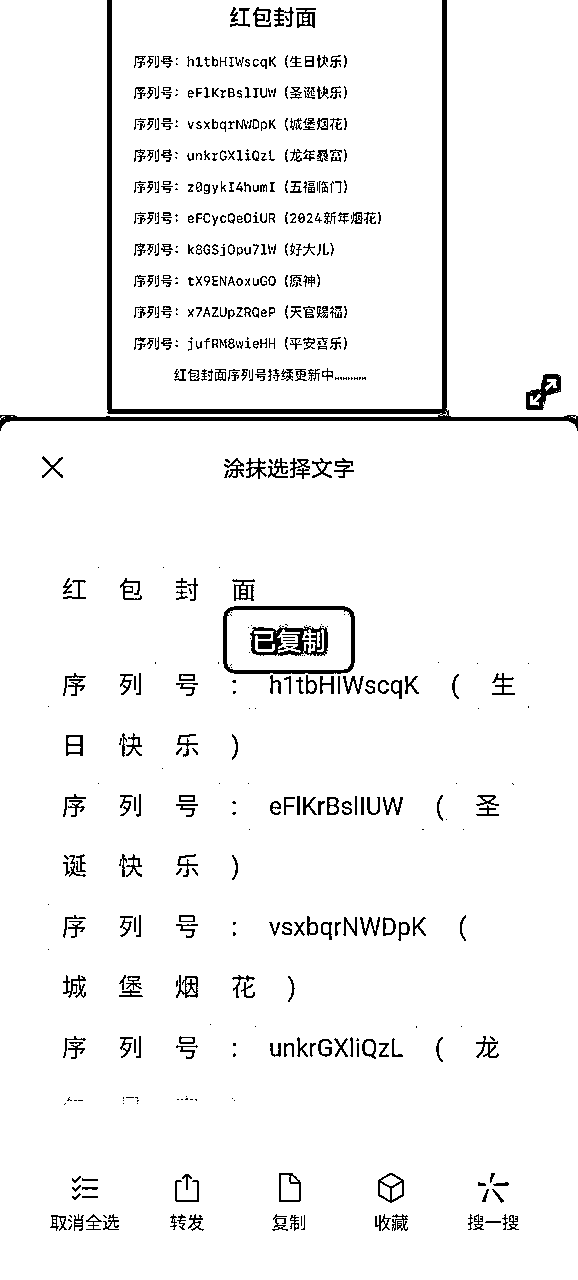 红包封面
序列号：h1tbHIWscqK（生日快乐）
序列号：eFlKrBslIUW（圣诞快乐）
序列号：vsxbqrNWDpK（城堡烟花）
序列号：unkrGXliQzL（龙年暴富）
序列号：z0gykI4humI（五福临门）
序列号：eFCycQeOiUR（2024新年烟花）
序列号：k8GSjOpu7lW（好大儿）
序列号：tX9ENAoxuGO（原神）
序列号：x7AZUpZRQeP（天官赐福）
序列号：jufRM8wieHH（平安喜乐）
红包封面序列号持续更新中............
涂抹选择文字
红包封面
已复制
序列号：h1tbHIWscqK（生
日快乐）
序列号：eFlKrBslIUW（圣
诞快乐）
序列号：vsxbqrNWDpK（
城堡烟花）
序列号：unkrGXliQzL（龙
取消全选 转发 复制 收藏 搜一搜